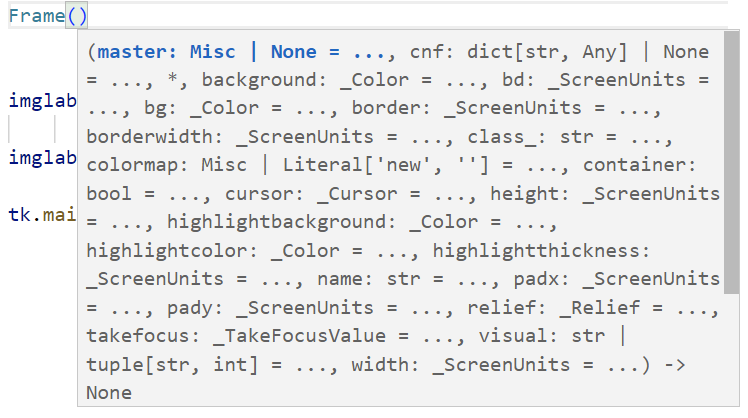 Frame()
(master: Misc | None = ..., cnf: dict[str, Any] | None
= ..., *, background: _Color = ..., bd: _ScreenUnits =
..., bg: _Color = ..., border: _ScreenUnits = ...,
imglab
borderwidth: _ScreenUnits = ..., class_: str = ...,
imglab
colormap: Misc | Literal['new', ''] = ..., container:
bool = ..., cursor: _Cursor = ..., height: _ScreenUnits
tk.mai
= ..., highlightbackground: _Color = ...,
highlightcolor: _Color = ..., highlightthickness:
_ScreenUnits = ..., name: str = ..., padx: _ScreenUnits
= ..., pady: _ScreenUnits = ..., relief: _Relief = ...,
takefocus: _TakeFocusValue = ..., visual: str |
tuple[str, int] = ..., width: _ScreenUnits = ...) ->
None